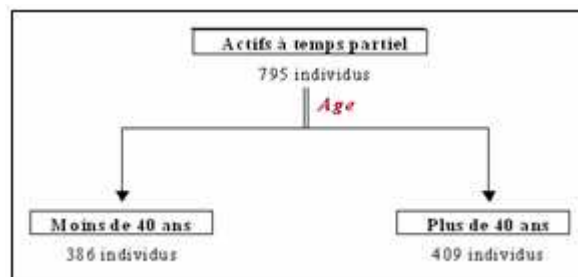 Actifs à temps partiel
795 individus
Age
Moins de 40 ans
Plus de 40 ans
386 individus
409 individus